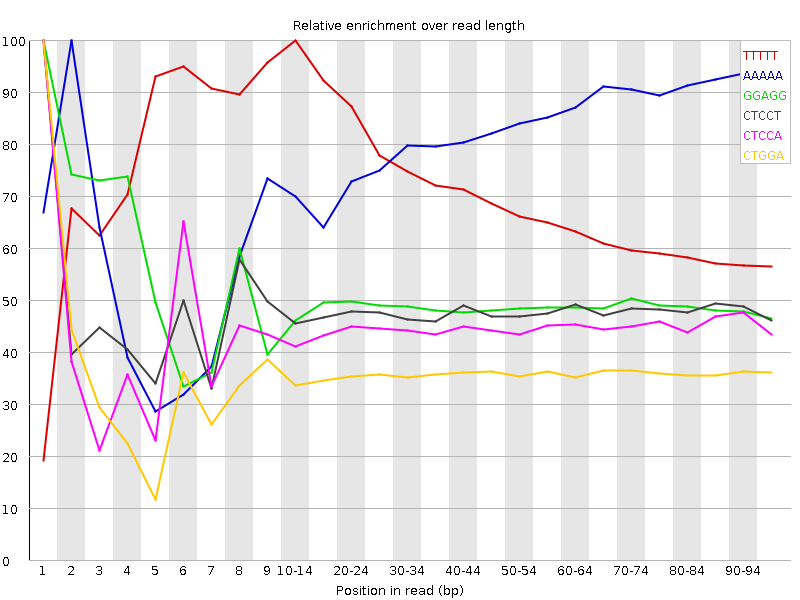 Relative enrichment over read length
100
90
80
70
60
50
40
30
20
10
0
TTTTT
AAAAA
GGAGG
CTCCT
CTCCA
CTGGA
1 2 3 4 5 6 7 8 9 10-14 20-24 30-34 40-44 50-54 60-64 70-74 80-84 90-94
Position in read (bp)